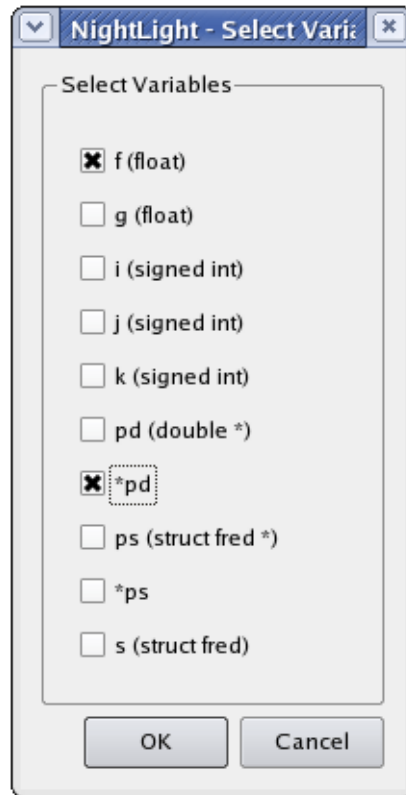 NightLight - Select Varia
Select Variables
f (float)
g (float)
i (signed int)
j (signed int)
k (signed int)
pd (double *)
*pd
ps (struct fred *)
*ps
s (struct fred)
OK Cancel